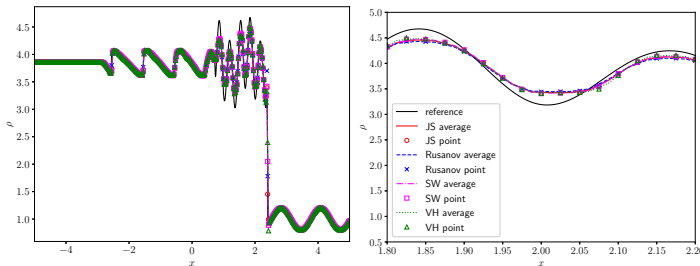 4.5
4.0
3.5
3.0
2.5
2.0
1.5
1.0
ρ
−4
−2
0
2
4
x
5.0
4.5
4.0
3.5
3.0
2.5
2.0
1.5
1.0
0.5
ρ
reference
JS average
JS point
Rusanov average
Rusanov point
SW average
SW point
VH average
VH point
1.80
1.85
1.90
1.95
2.00
2.05
2.10
2.15
2.20
x